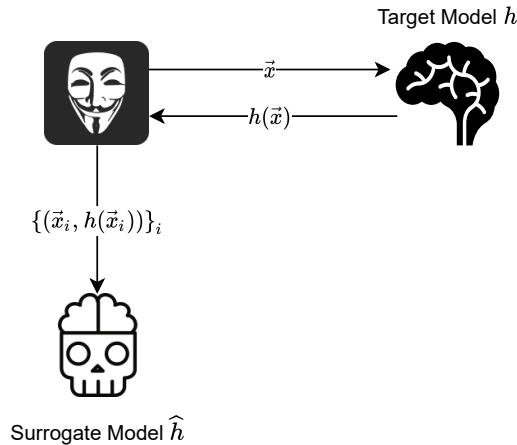 Target Model h
x⃗
h(x⃗)
{(x⃗ᵢ, h(x⃗ᵢ))}ᵢ
Surrogate Model ĥ